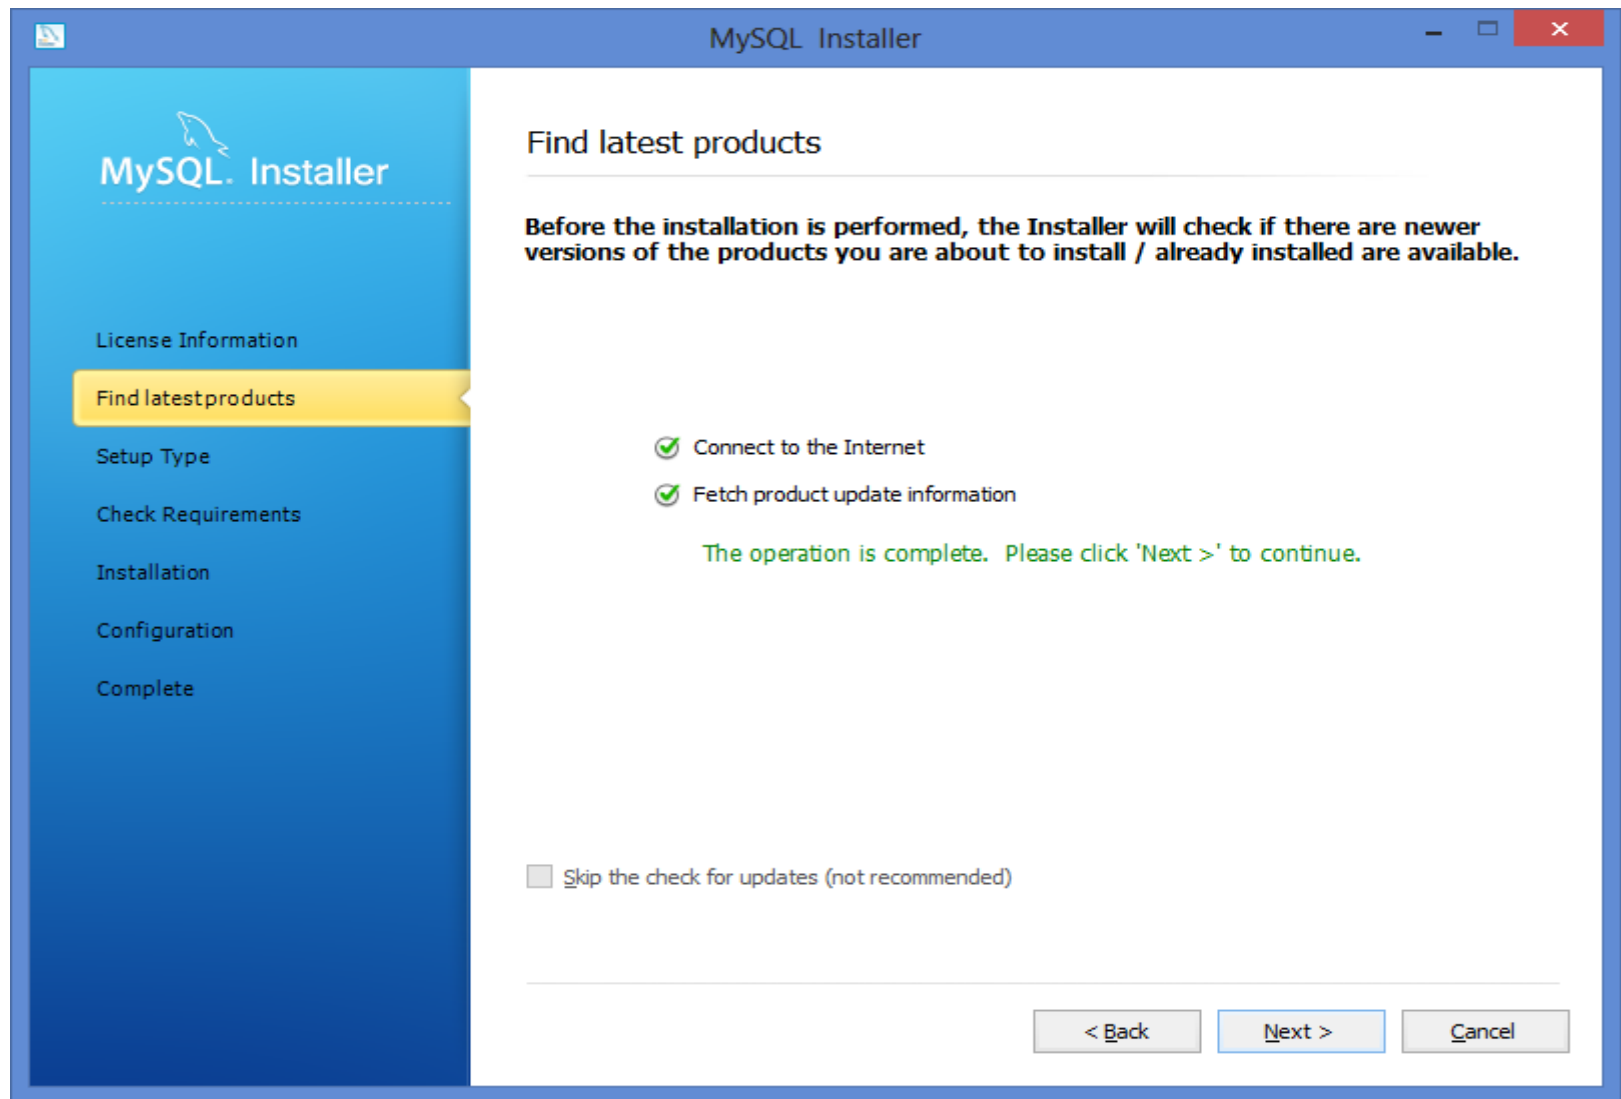 MySQL Installer
MySQL. Installer
License Information
Find latest products
Setup Type
Check Requirements
Installation
Configuration
Complete
Find latest products
Before the installation is performed, the Installer will check if there are newer
versions of the products you are about to install / already installed are available.
Connect to the Internet
Fetch product update information
The operation is complete. Please click 'Next >' to continue.
Skip the check for updates (not recommended)
< Back
Next >
Cancel